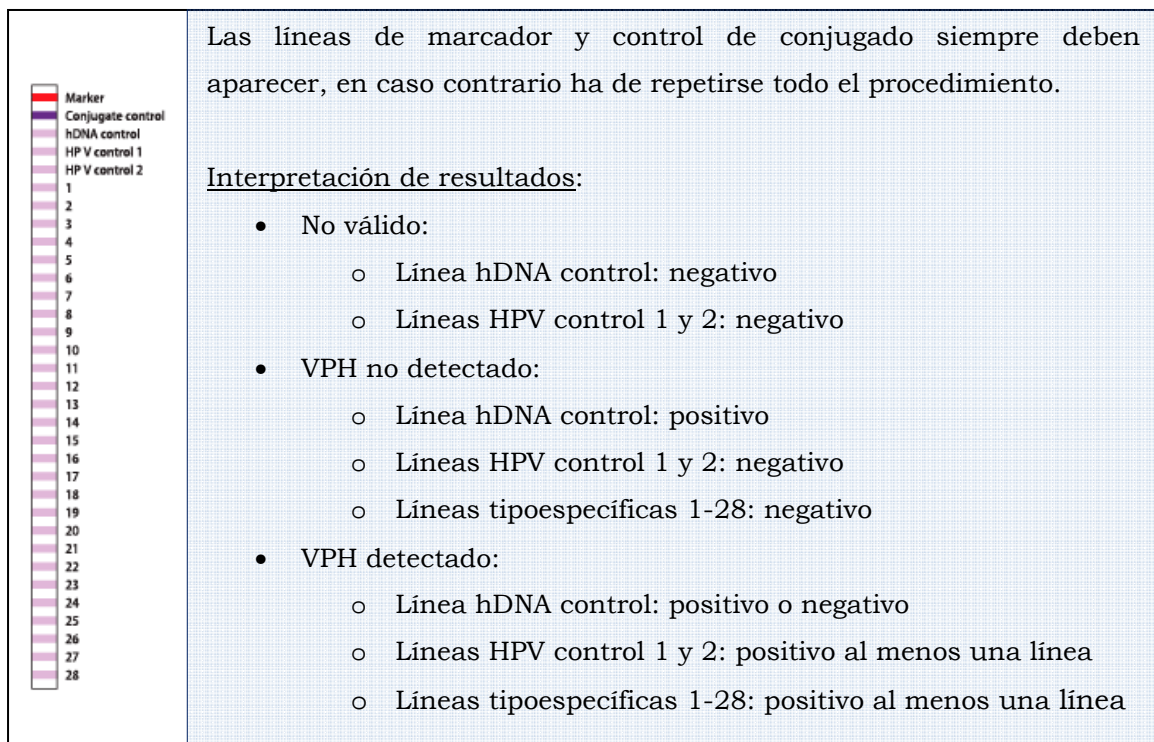 Marker
Conjugate control
hDNA control
HP V control 1
HP V control 2
1
2
3
4
5
6
7
8
9
10
11
12
13
14
15
16
17
18
19
20
21
22
23
24
25
26
27
28
Las líneas de marcador y control de conjugado siempre deben
aparecer, en caso contrario ha de repetirse todo el procedimiento.
Interpretación de resultados:
• No válido:
o Línea hDNA control: negativo
o Líneas HPV control 1 y 2: negativo
• VPH no detectado:
o Línea hDNA control: positivo
o Líneas HPV control 1 y 2: negativo
o Líneas tipoespecíficas 1-28: negativo
• VPH detectado:
o Línea hDNA control: positivo o negativo
o Líneas HPV control 1 y 2: positivo al menos una línea
o Líneas tipoespecíficas 1-28: positivo al menos una línea